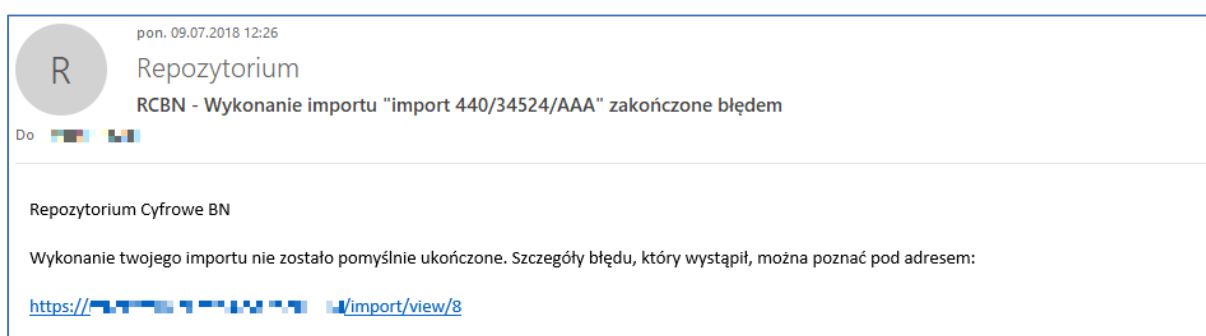 pon. 09.07.2018 12:26
R
Repozytorium
RCBN - Wykonanie importu "import 440/34524/AAA" zakończone błędem
Do
Repozytorium Cyfrowe BN
Wykonanie twojego importu nie zostało pomyślnie ukończone. Szczegóły błędu, który wystąpił, można poznać pod adresem:
https:// /import/view/8